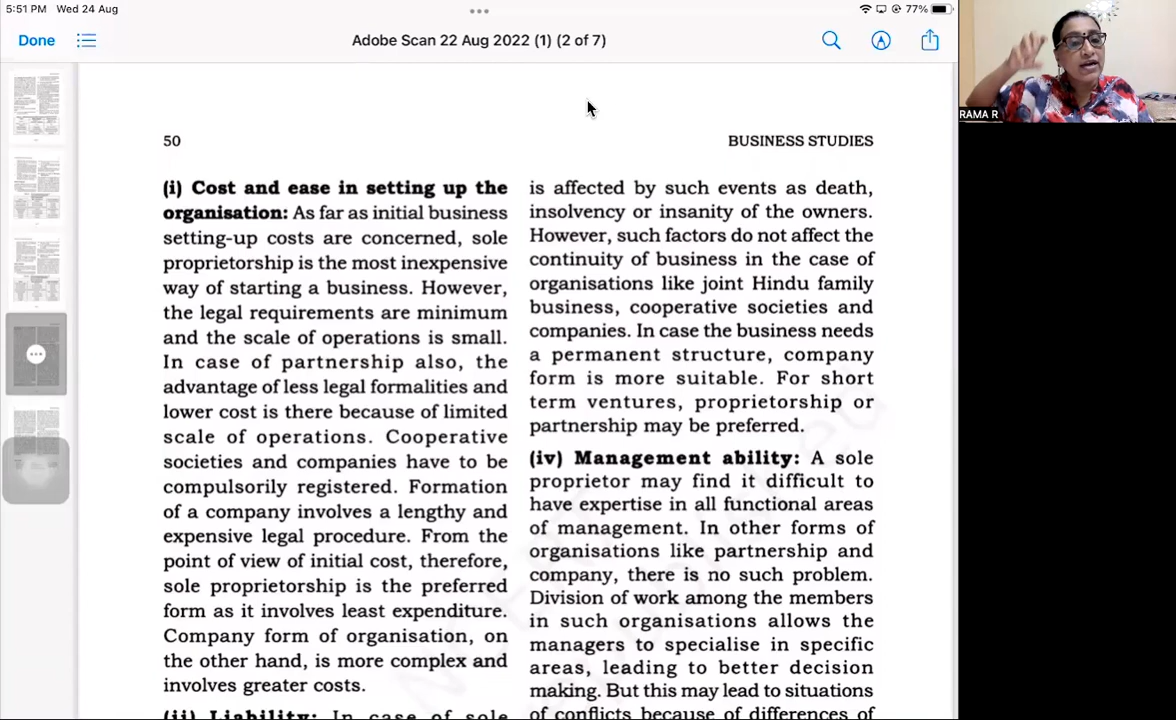 5:51 PM Wed 24 Aug
77%
Done
Adobe Scan 22 Aug 2022 (1) (2 of 7)
RAMA R
50
BUSINESS STUDIES
(i) Cost and ease in setting up the
organisation: As far as initial business
setting-up costs are concerned, sole
proprietorship is the most inexpensive
way of starting a business. However,
the legal requirements are minimum
and the scale of operations is small.
In case of partnership also, the
advantage of less legal formalities and
lower cost is there because of limited
scale of operations. Cooperative
societies and companies have to be
compulsorily registered. Formation
of a company involves a lengthy and
expensive legal procedure. From the
point of view of initial cost, therefore,
sole proprietorship is the preferred
form as it involves least expenditure.
Company form of organisation, on
the other hand, is more complex and
involves greater costs.
(ii) Liability: In case of sole
is affected by such events as death,
insolvency or insanity of the owners.
However, such factors do not affect the
continuity of business in the case of
organisations like joint Hindu family
business, cooperative societies and
companies. In case the business needs
a permanent structure, company
form is more suitable. For short
term ventures, proprietorship or
partnership may be preferred.
(iv) Management ability: A sole
proprietor may find it difficult to
have expertise in all functional areas
of management. In other forms of
organisations like partnership and
company, there is no such problem.
Division of work among the members
in such organisations allows the
managers to specialise in specific
areas, leading to better decision
making. But this may lead to situations
of conflicts because of differences of